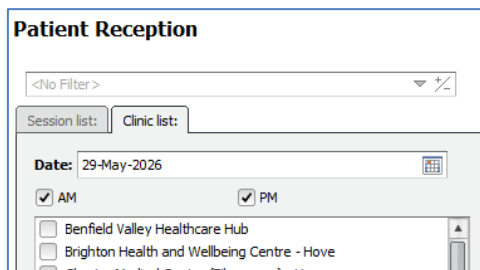 Patient Reception
<No Filter>
Session list: Clinic list:
Date: 29-May-2026
AM PM
Benfield Valley Healthcare Hub
Brighton Health and Wellbeing Centre - Hove